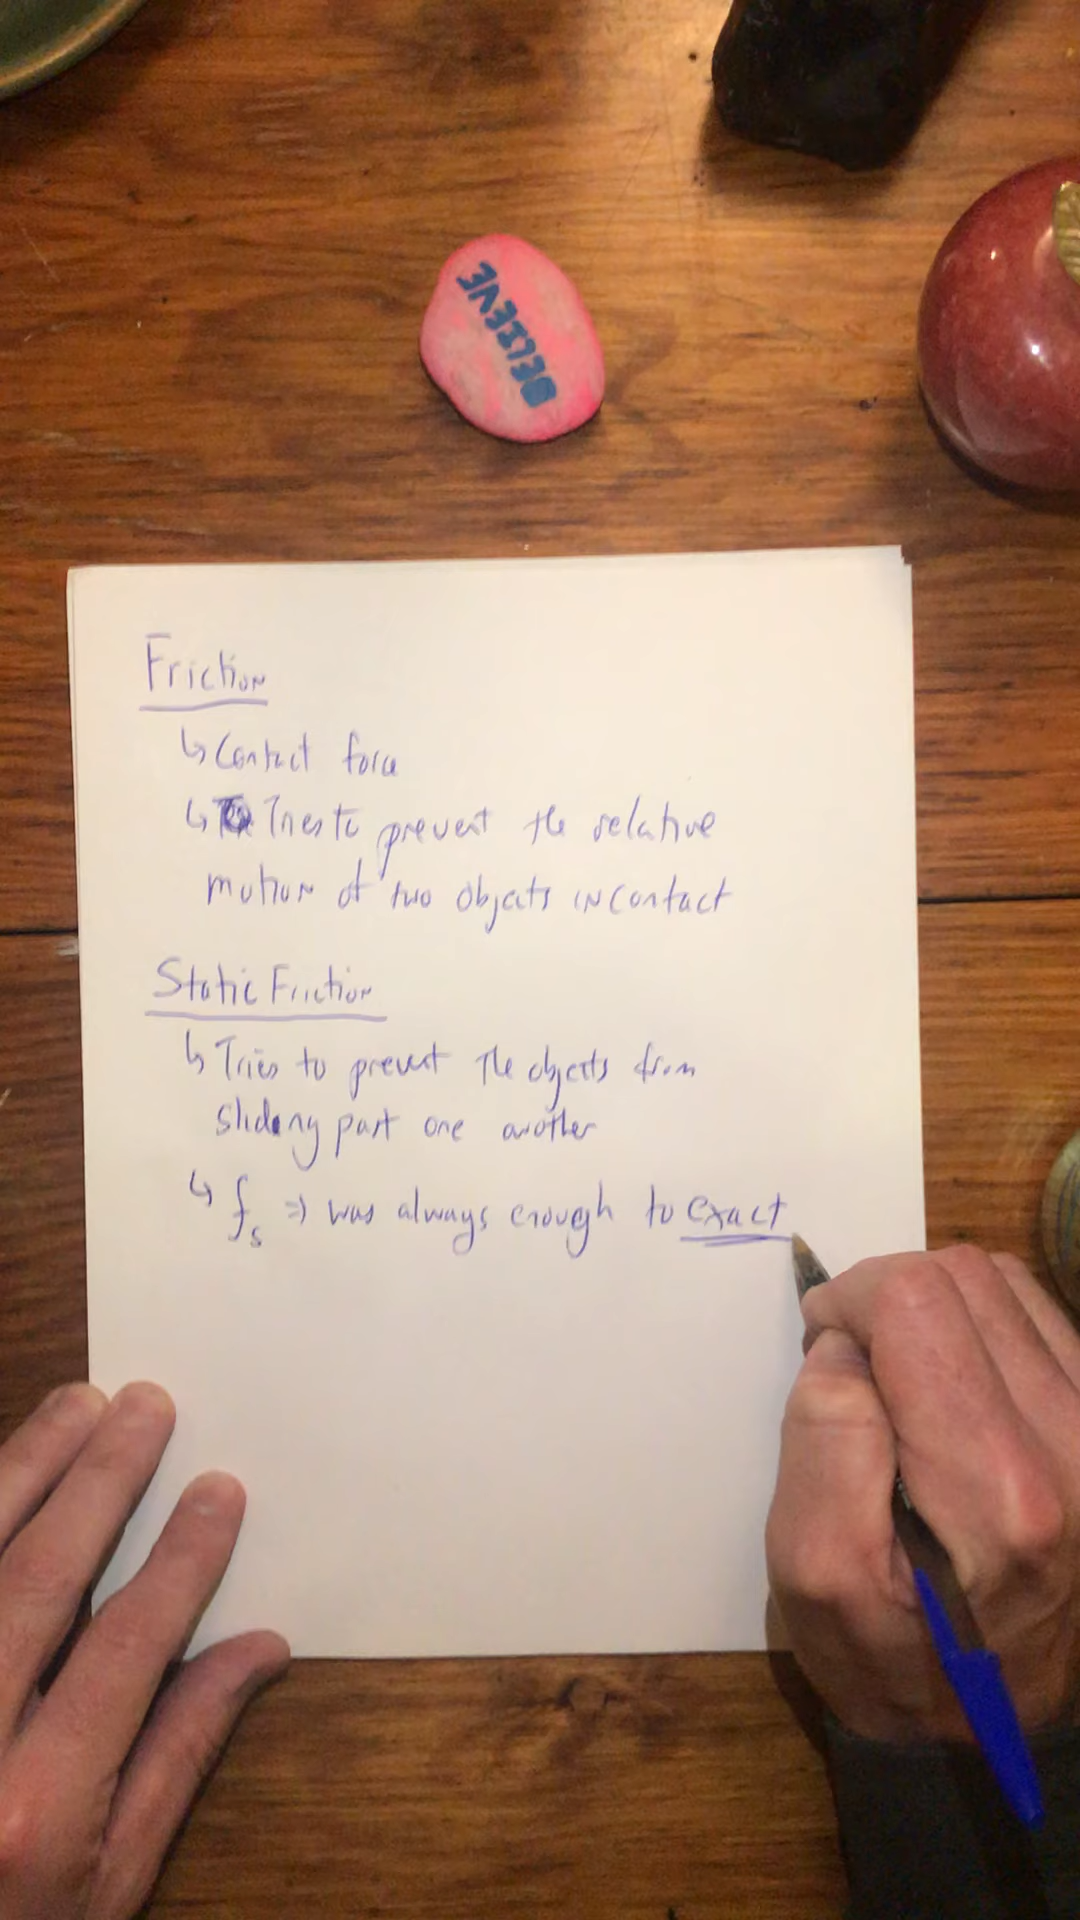 BELIEVE
Friction
↳ Contact force
↳ Tries to prevent the relative
motion of two objects in contact
Static Friction
↳ Tries to prevent the objects from
sliding past one another
↳ fs ⇒ was always enough to exact